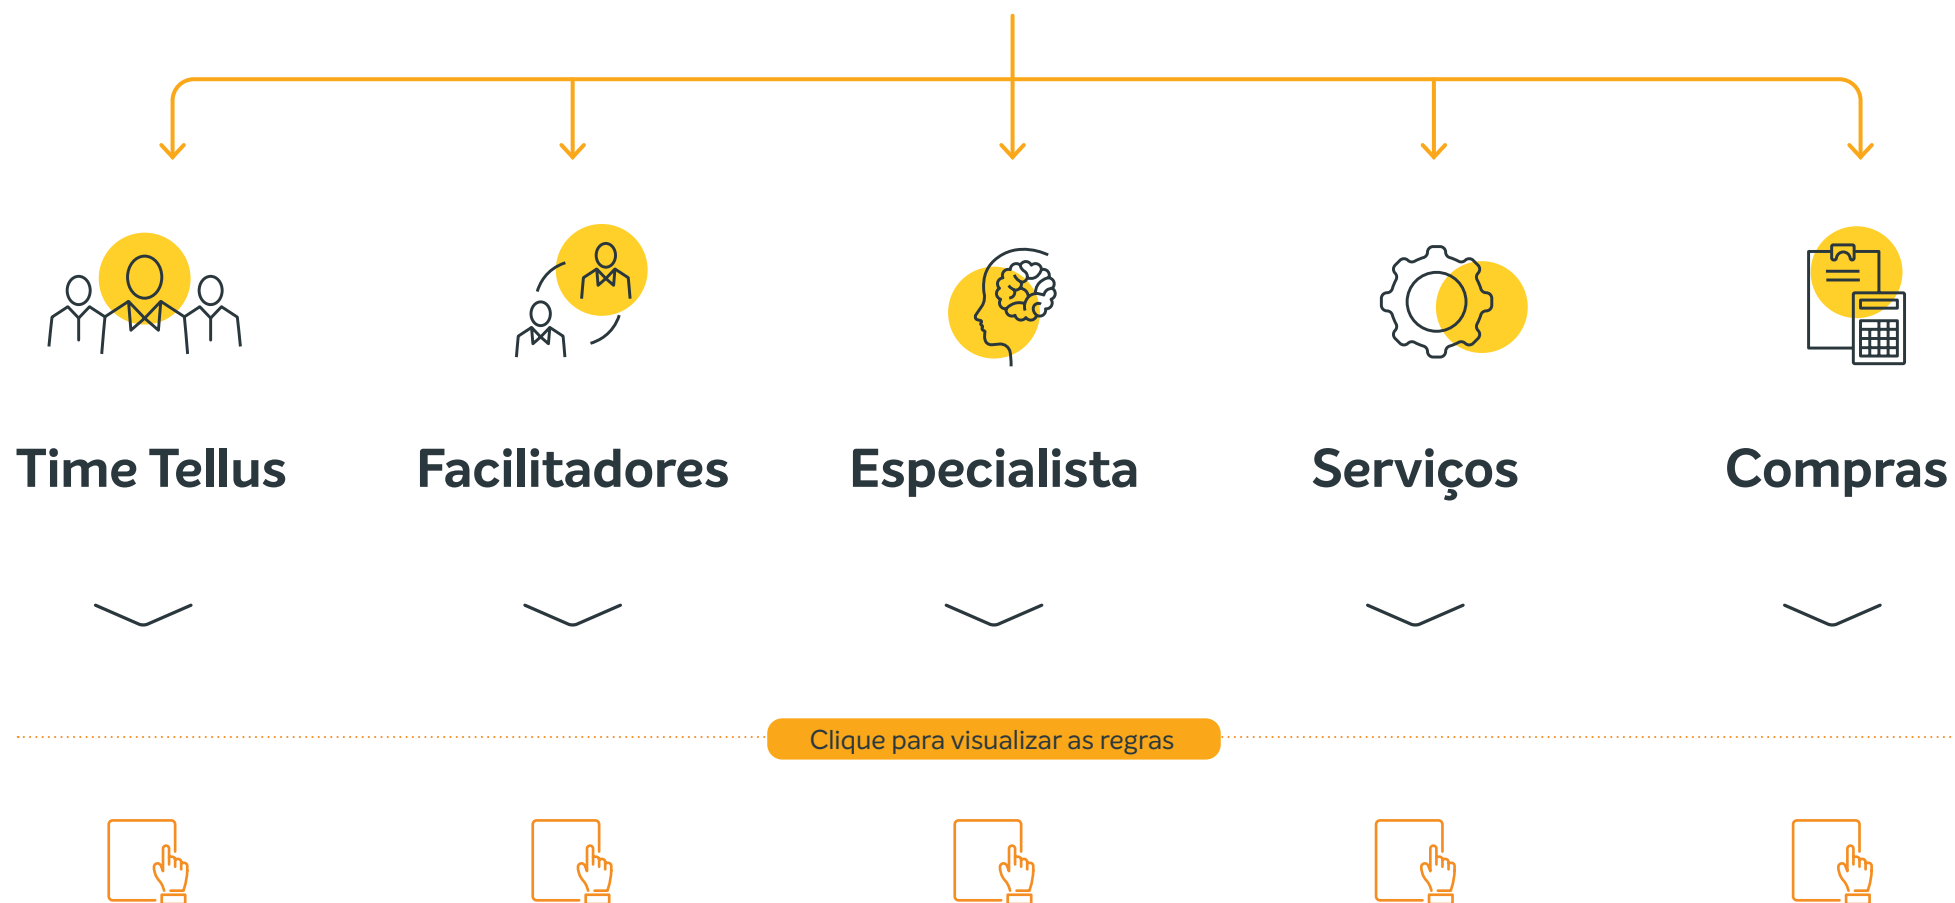 Time Tellus
Facilitadores
Especialista
Serviços
Compras
Clique para visualizar as regras